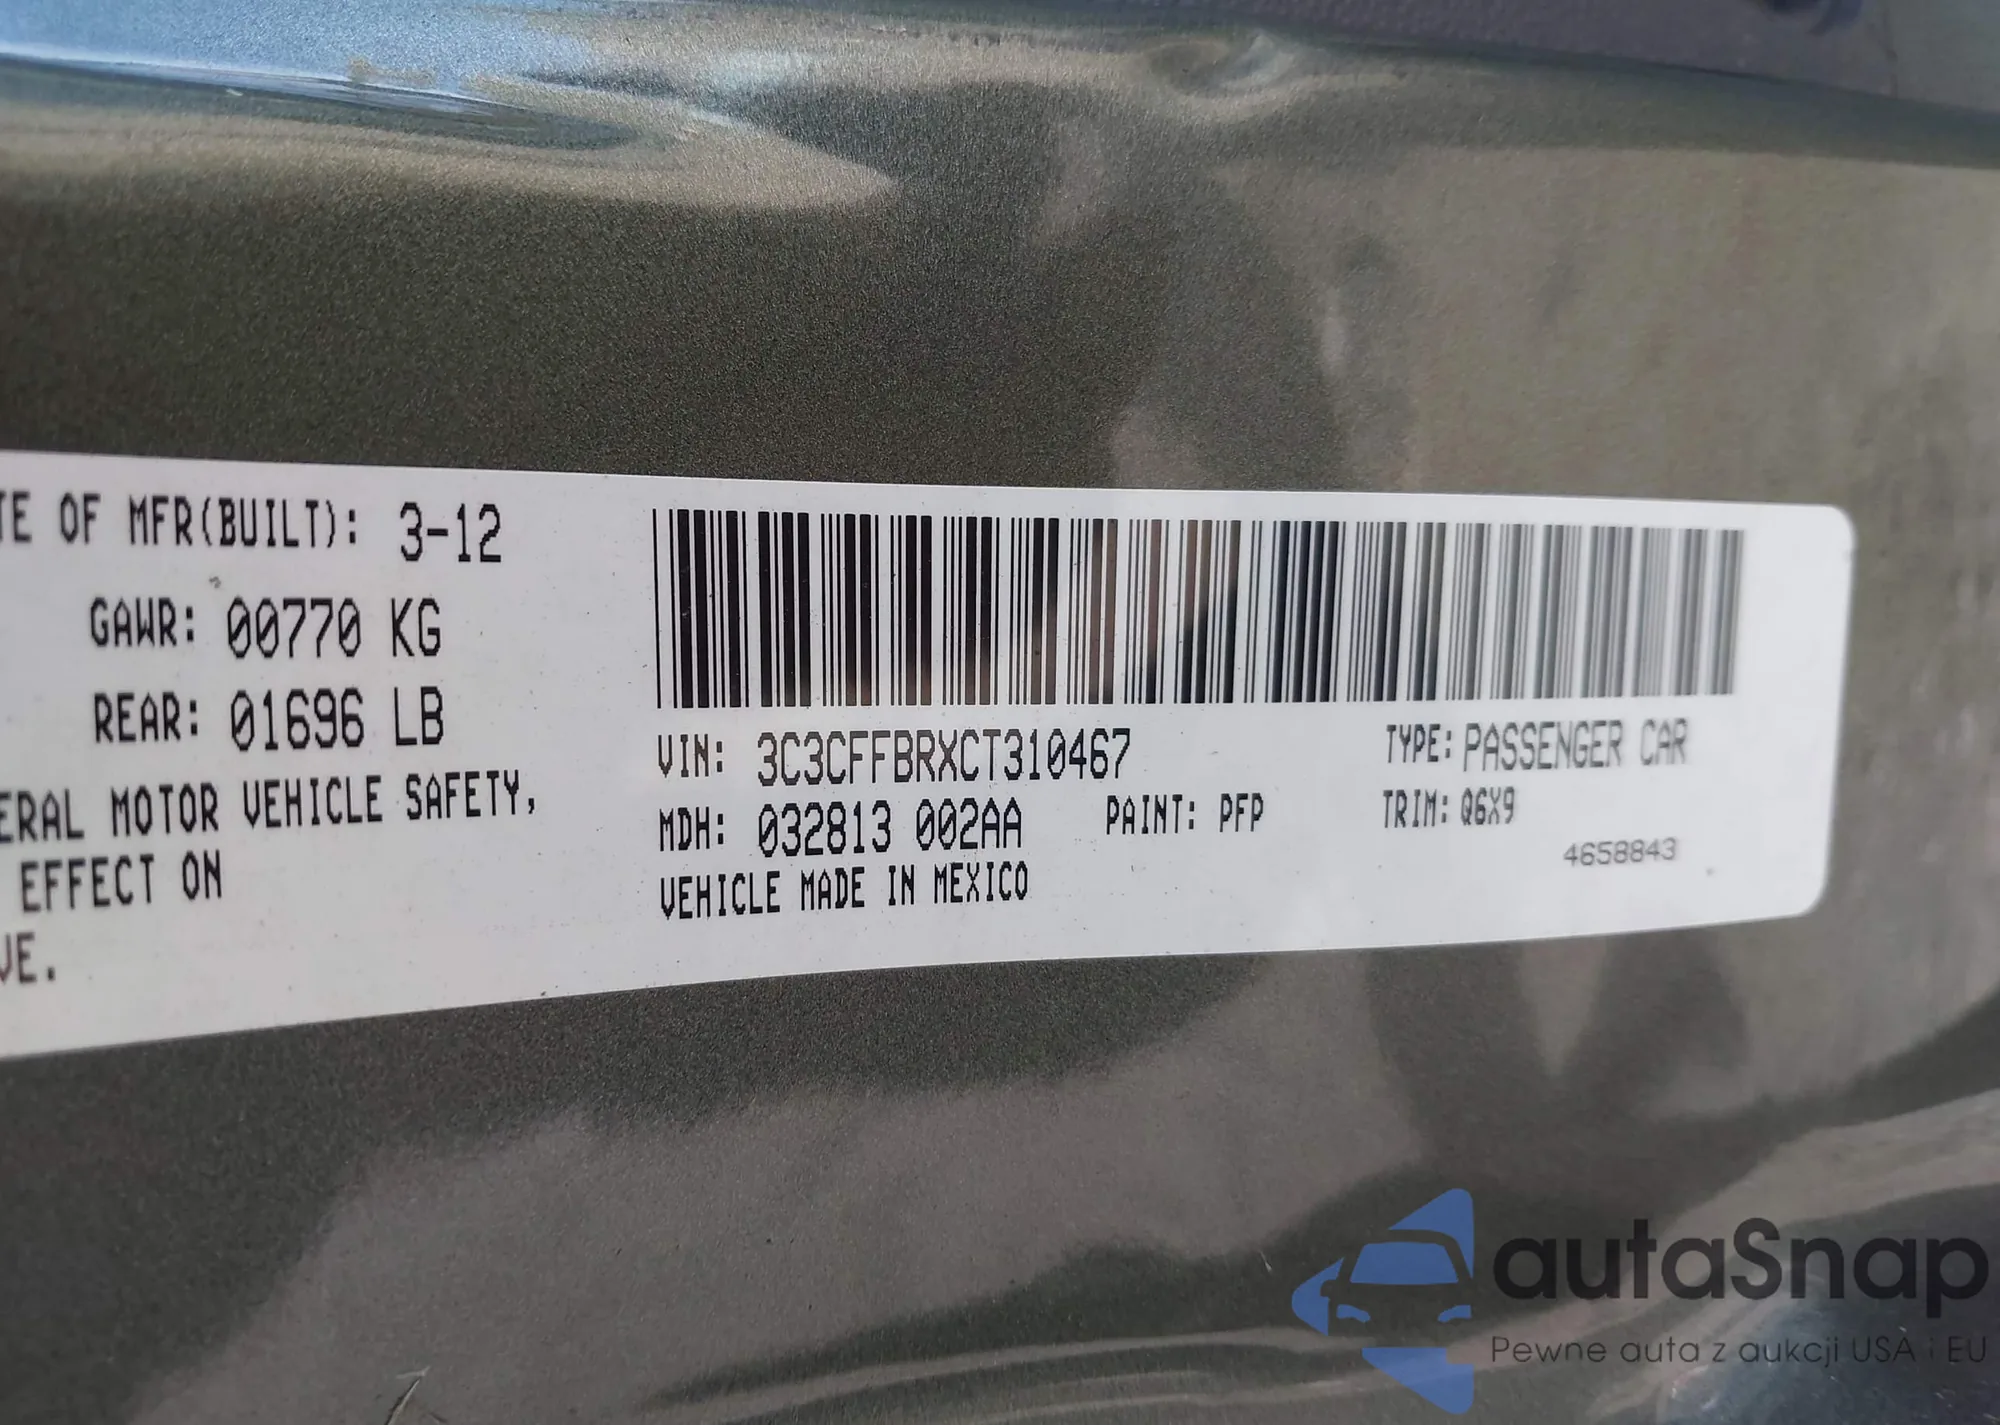 TE OF MFR(BUILT): 3-12
GAWR: 00770 KG
REAR: 01696 LB
ERAL MOTOR VEHICLE SAFETY,
EFFECT ON
VE.
VIN: 3C3CFFBRXCT310467
TYPE: PASSENGER CAR
MDH: 032813 002AA
PAINT: PFP
TRIM: Q6X9
4658843
VEHICLE MADE IN MEXICO
autaSnap
Pewne auta z aukcji USA i EU